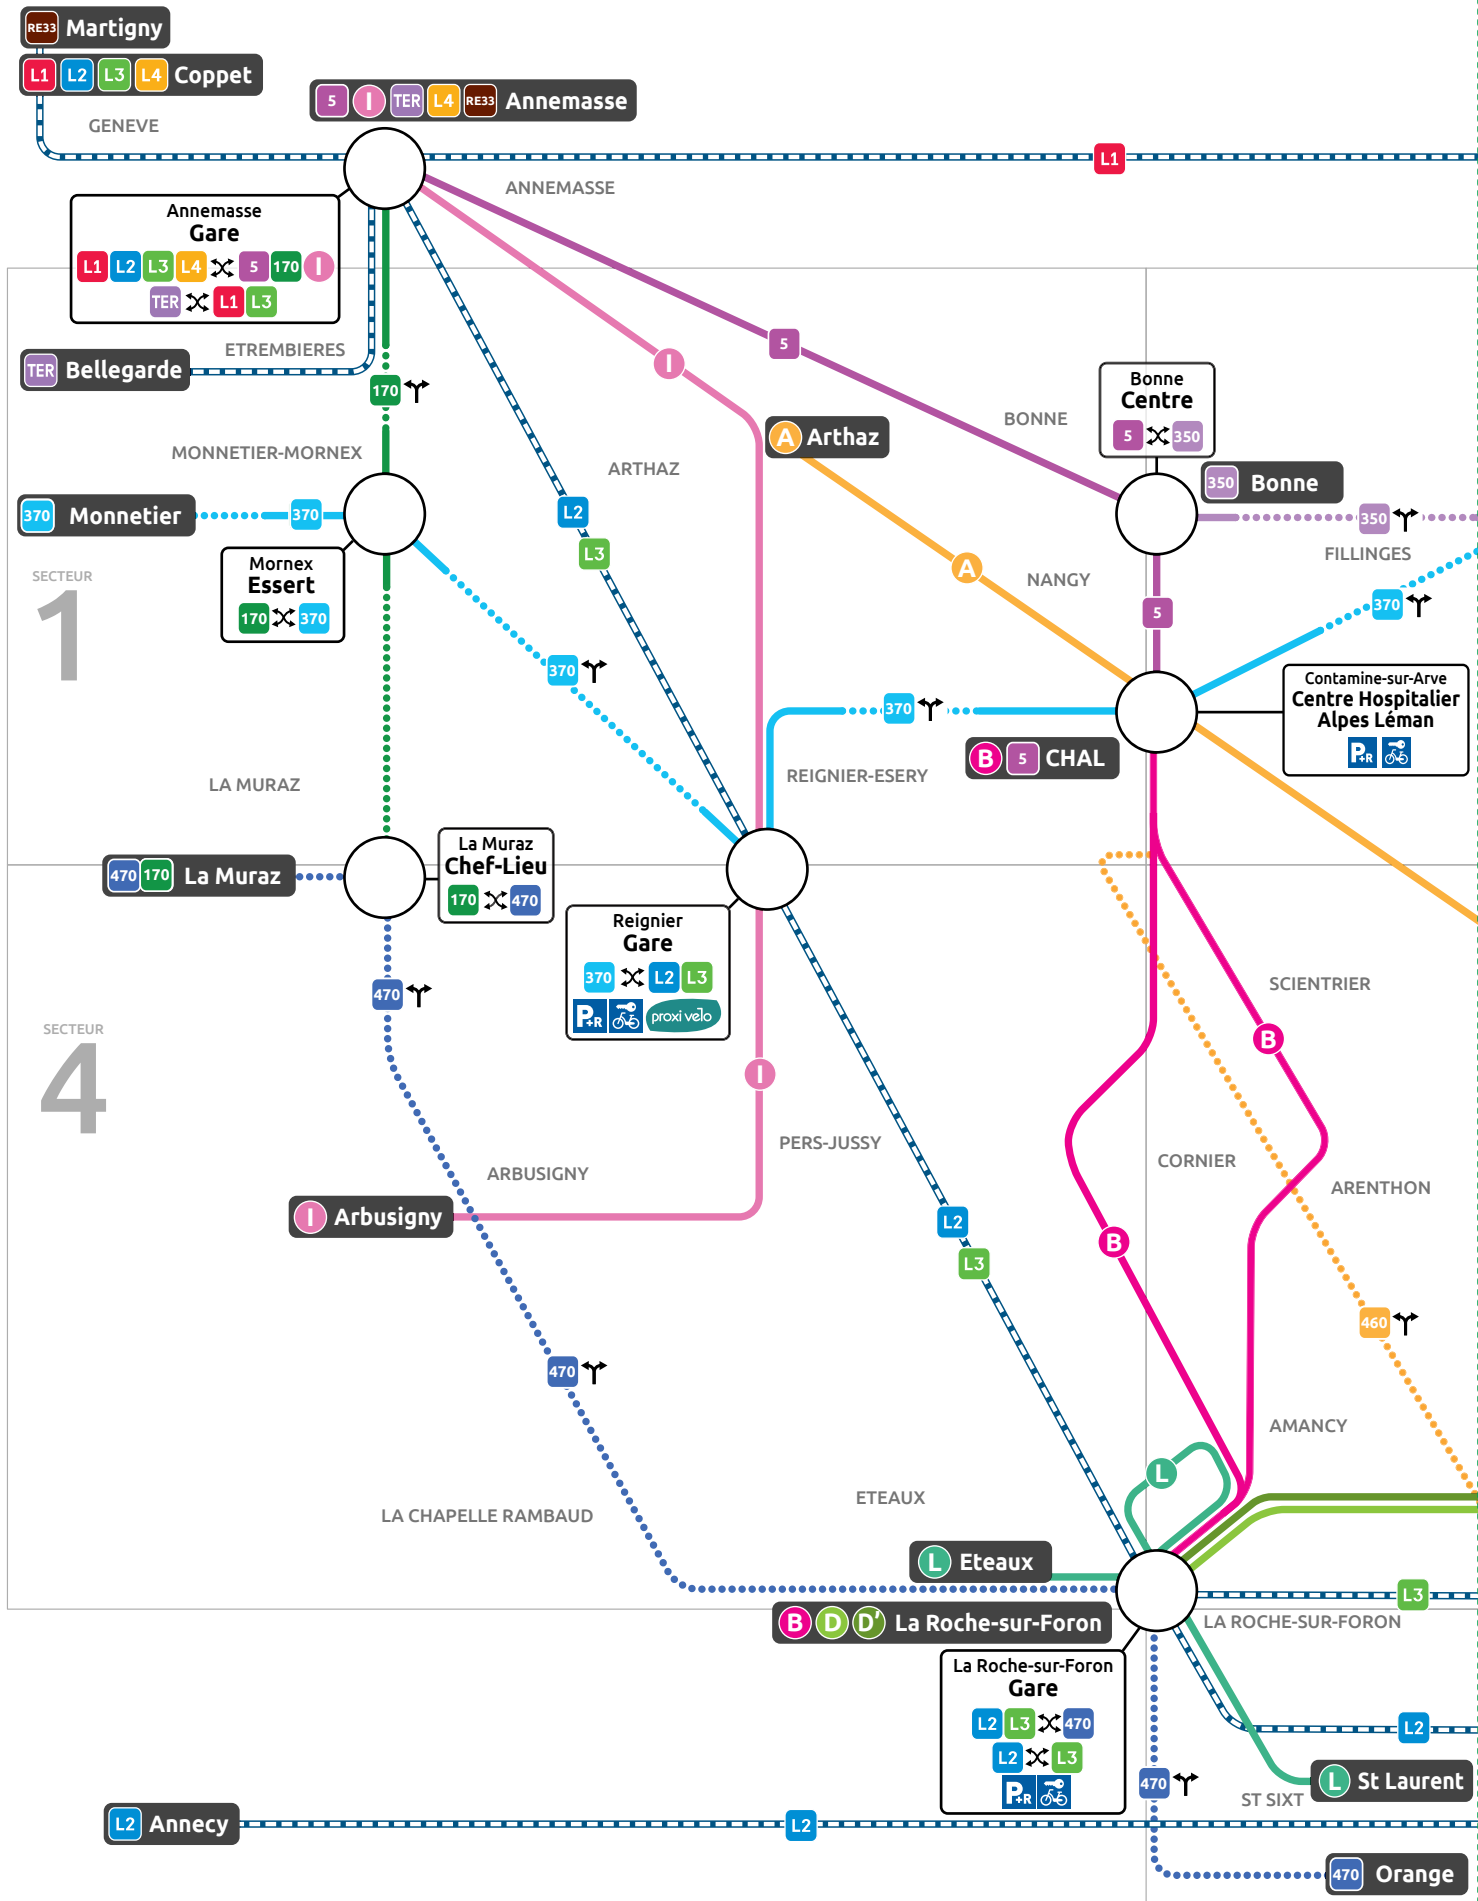 RE33 Martigny
L1 L2 L3 L4 Coppet
5 I TER L4 RE33 Annemasse
GENEVE
L1
ANNEMASSE
Annemasse
Gare
L1 L2 L3 L4 5 170 I
TER L1 L3
5
ETREMBIERES
TER Bellegarde
I
170
BONNE
Bonne
Centre
5 350
A Arthaz
MONNETIER-MORNEX
ARTHAZ
350 Bonne
370 Monnetier
370
L2
350
L3
FILLINGES
Mornex
Essert
170 370
A
NANGY
SECTEUR
1
5
370
370
Contamine-sur-Arve
Centre Hospitalier
Alpes Léman
P+R
370
B 5 CHAL
REIGNIER-ESERY
LA MURAZ
La Muraz
Chef-Lieu
170 470
470 170 La Muraz
Reignier
Gare
370 L2 L3
P+R proxi vélo
470
SCIENTRIER
SECTEUR
4
B
I
PERS-JUSSY
CORNIER
ARBUSIGNY
ARENTHON
I Arbusigny
L2
B
L3
460
470
AMANCY
L
ETEAUX
LA CHAPELLE RAMBAUD
L Eteaux
L3
B D D' La Roche-sur-Foron
LA ROCHE-SUR-FORON
La Roche-sur-Foron
Gare
L2 L3 470
L2 L3
P+R
L2
470
L St Laurent
ST SIXT
L2 Annecy
L2
470 Orange